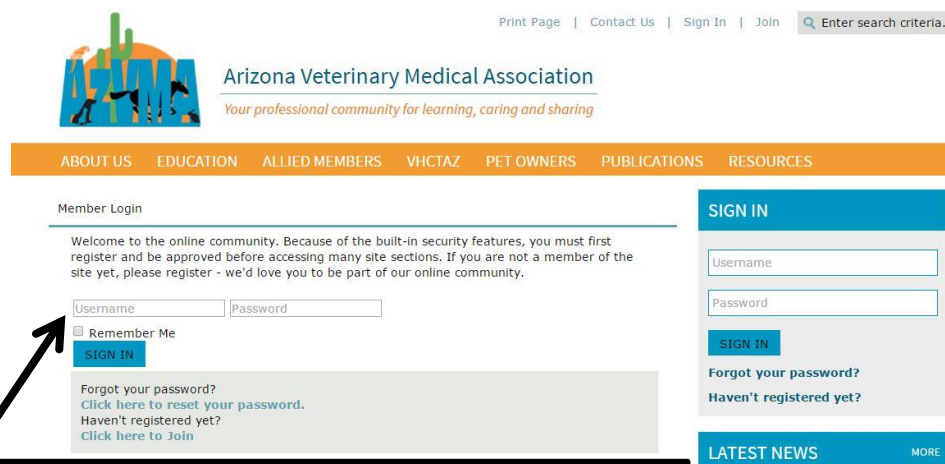 Print Page | Contact Us | Sign In | Join
Enter search criteria.
AZVMA
Arizona Veterinary Medical Association
Your professional community for learning, caring and sharing
ABOUT US EDUCATION ALLIED MEMBERS VHCTAZ PET OWNERS PUBLICATIONS RESOURCES
Member Login
Welcome to the online community. Because of the built-in security features, you must first
register and be approved before accessing many site sections. If you are not a member of the
site yet, please register - we'd love you to be part of our online community.
Username Password
Remember Me
SIGN IN
Forgot your password?
Click here to reset your password.
Haven't registered yet?
Click here to Join
SIGN IN
Username
Password
SIGN IN
Forgot your password?
Haven't registered yet?
LATEST NEWS MORE